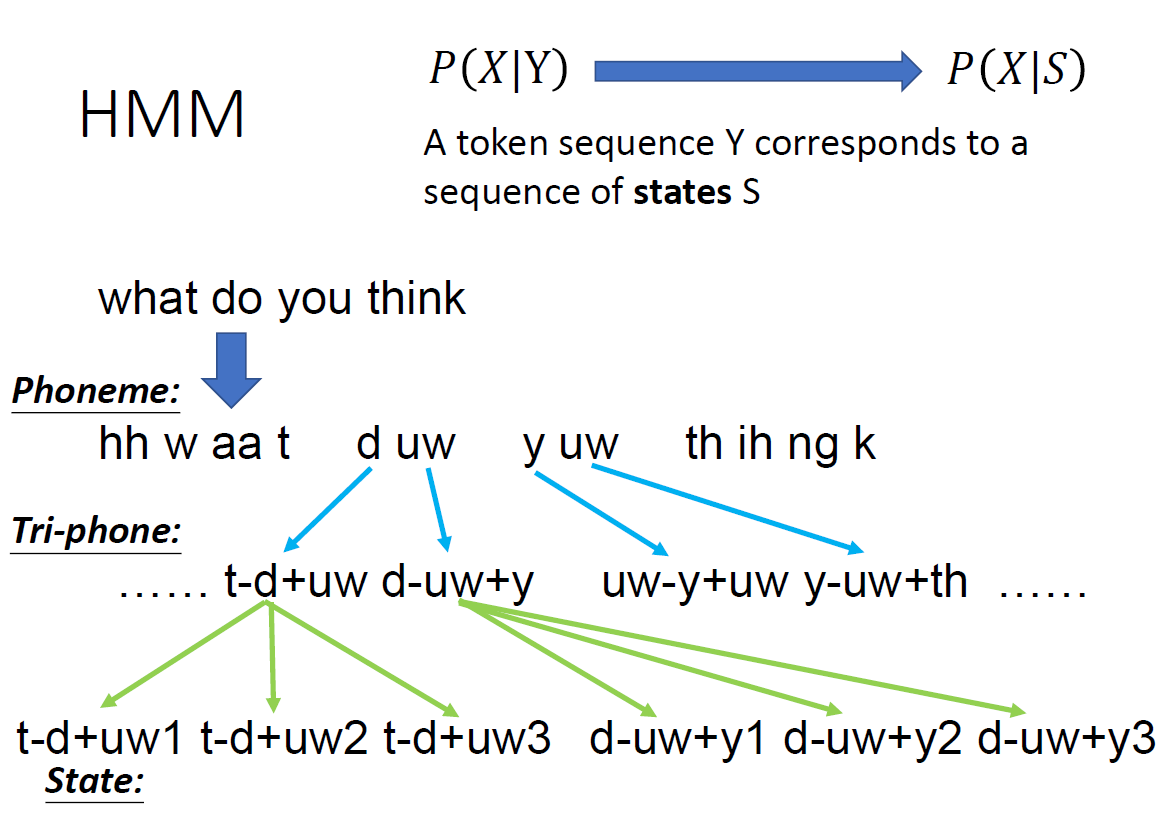 HMM
P(X|Y) P(X|S)
A token sequence Y corresponds to a
sequence of states S
what do you think
Phoneme:
hh w aa t d uw y uw th ih ng k
Tri-phone:
…… t-d+uw d-uw+y uw-y+uw y-uw+th ……
t-d+uw1 t-d+uw2 t-d+uw3 d-uw+y1 d-uw+y2 d-uw+y3
State: